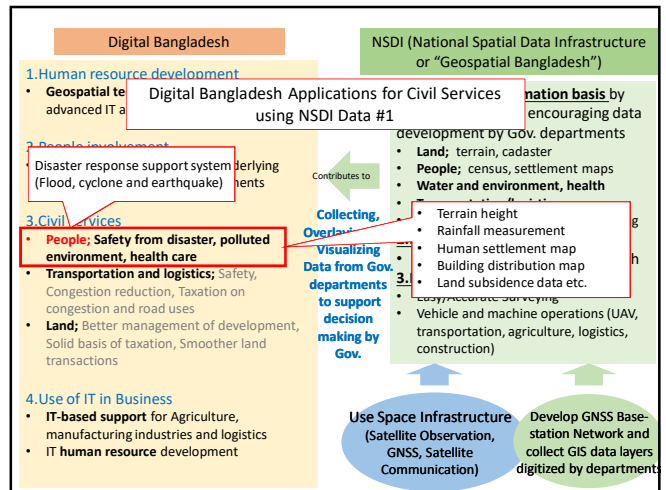 Digital Bangladesh
NSDI (National Spatial Data Infrastructure
or “Geospatial Bangladesh”)
Digital Bangladesh Applications for Civil Services
using NSDI Data #1
1.Human resource development
• Geospatial te
advanced IT a
Disaster response support system
(Flood, cyclone and earthquake)
derlying
ments
3.Civil Services
• People; Safety from disaster, polluted
environment, health care
• Transportation and logistics; Safety,
Congestion reduction, Taxation on
congestion and road uses
• Land; Better management of development,
Solid basis of taxation, Smoother land
transactions
4.Use of IT in Business
• IT-based support for Agriculture,
manufacturing industries and logistics
• IT human resource development
Contributes to
Collecting,
Overlaying,
Visualizing
Data from Gov.
departments
to support
decision
making by
Gov.
mation basis by
encouraging data
development by Gov. departments
• Land; terrain, cadaster
• People; census, settlement maps
• Water and environment, health
• Terrain height
• Rainfall measurement
• Human settlement map
• Building distribution map
• Land subsidence data etc.
• Easy/Accurate Surveying
• Vehicle and machine operations (UAV,
transportation, agriculture, logistics,
construction)
Use Space Infrastructure
(Satellite Observation,
GNSS, Satellite
Communication)
Develop GNSS Base-
station Network and
collect GIS data layers
digitized by departments